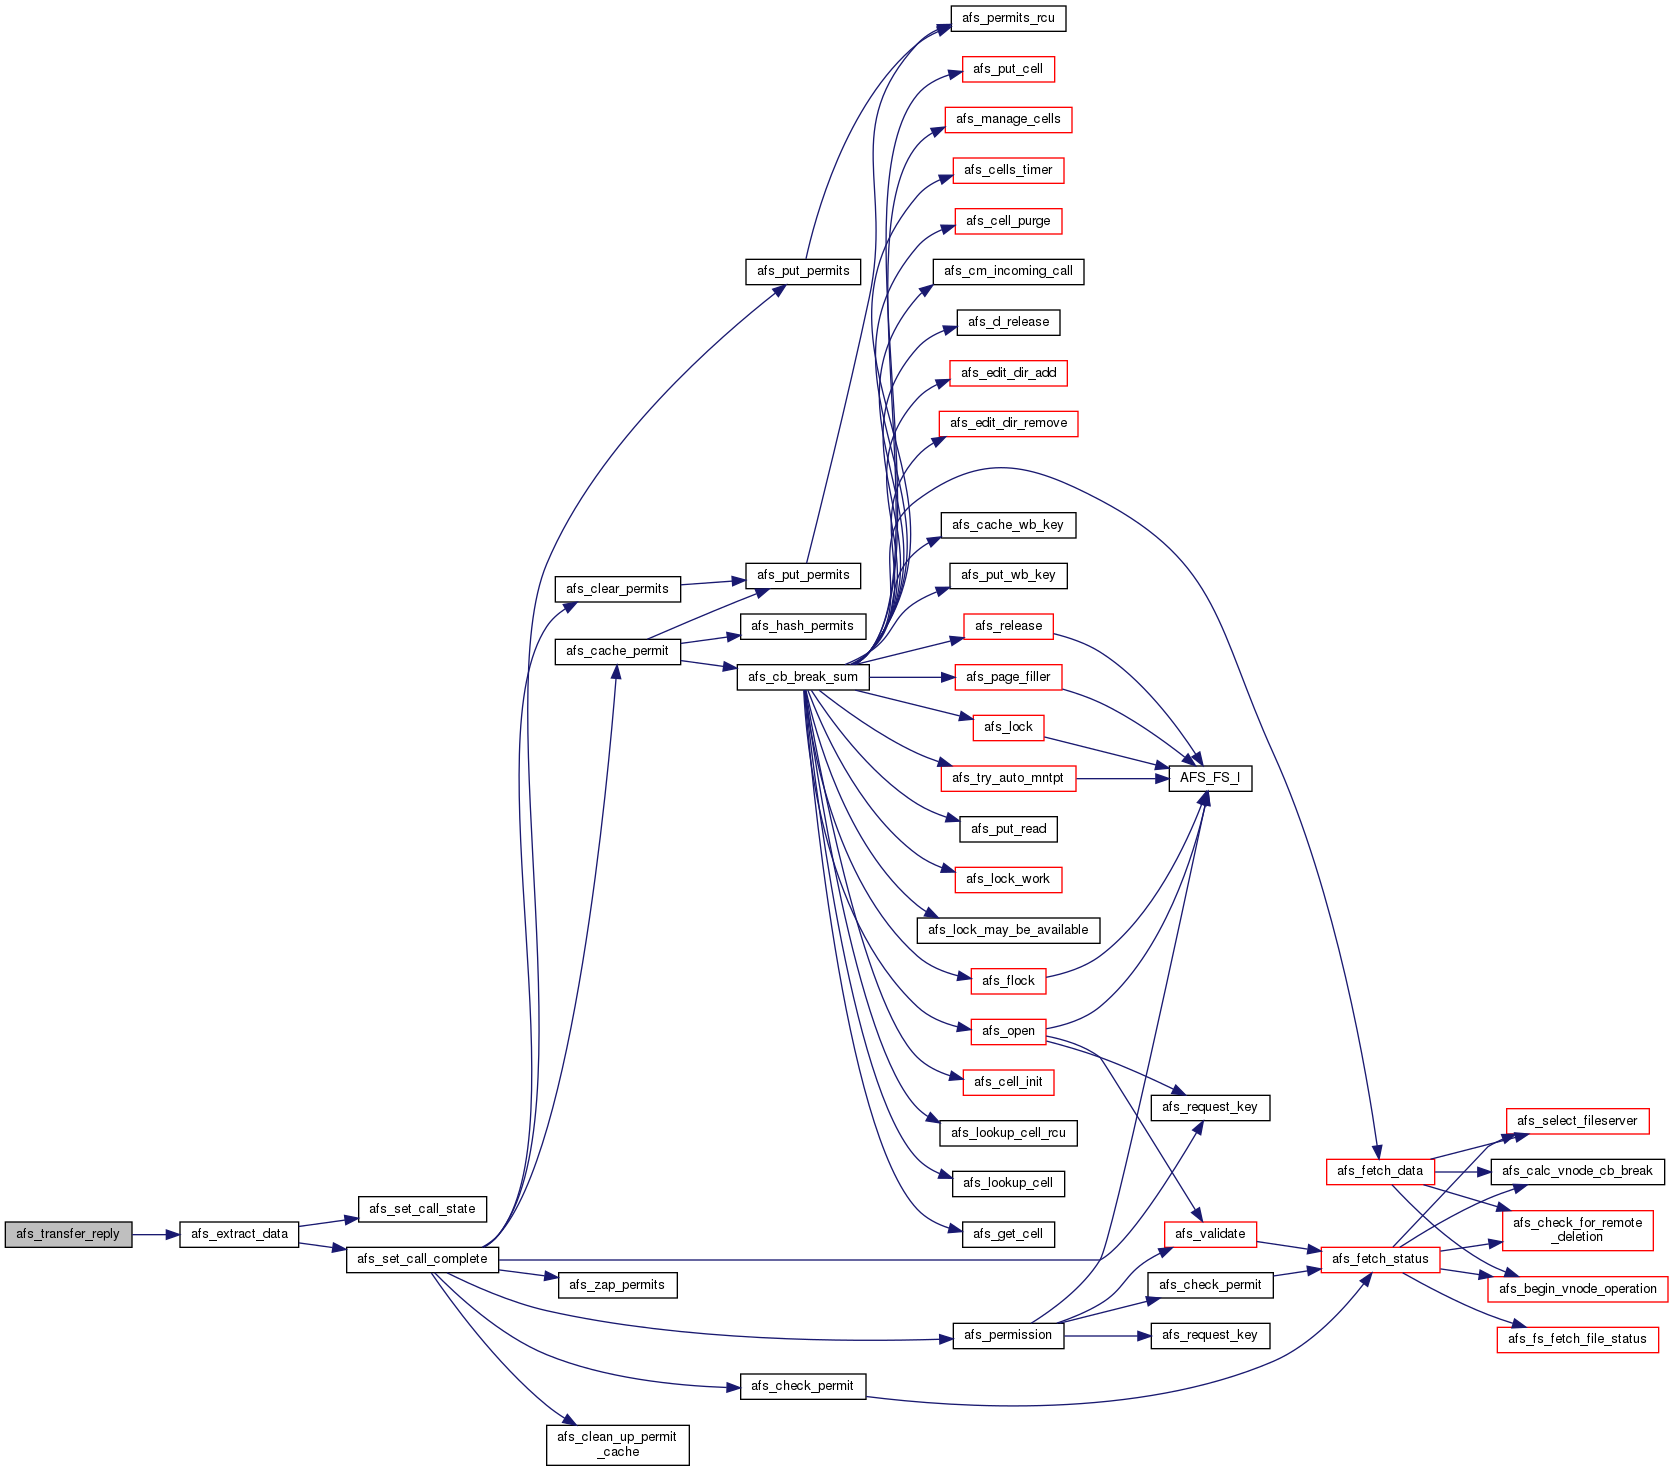 afs_permits_rcu
afs_put_cell
afs_manage_cells
afs_cells_timer
afs_cell_purge
afs_put_permits
afs_cm_incoming_call
afs_d_release
afs_edit_dir_add
afs_edit_dir_remove
afs_cache_wb_key
afs_put_permits
afs_put_wb_key
afs_clear_permits
afs_hash_permits
afs_release
afs_cache_permit
afs_cb_break_sum
afs_page_filler
afs_lock
afs_try_auto_mntpt
AFS_FS_I
afs_put_read
afs_lock_work
afs_lock_may_be_available
afs_flock
afs_open
afs_cell_init
afs_request_key
afs_select_fileserver
afs_lookup_cell_rcu
afs_fetch_data
afs_calc_vnode_cb_break
afs_lookup_cell
afs_set_call_state
afs_check_for_remote
_deletion
afs_transfer_reply
afs_extract_data
afs_get_cell
afs_validate
afs_set_call_complete
afs_fetch_status
afs_zap_permits
afs_check_permit
afs_begin_vnode_operation
afs_permission
afs_request_key
afs_fs_fetch_file_status
afs_check_permit
afs_clean_up_permit
_cache